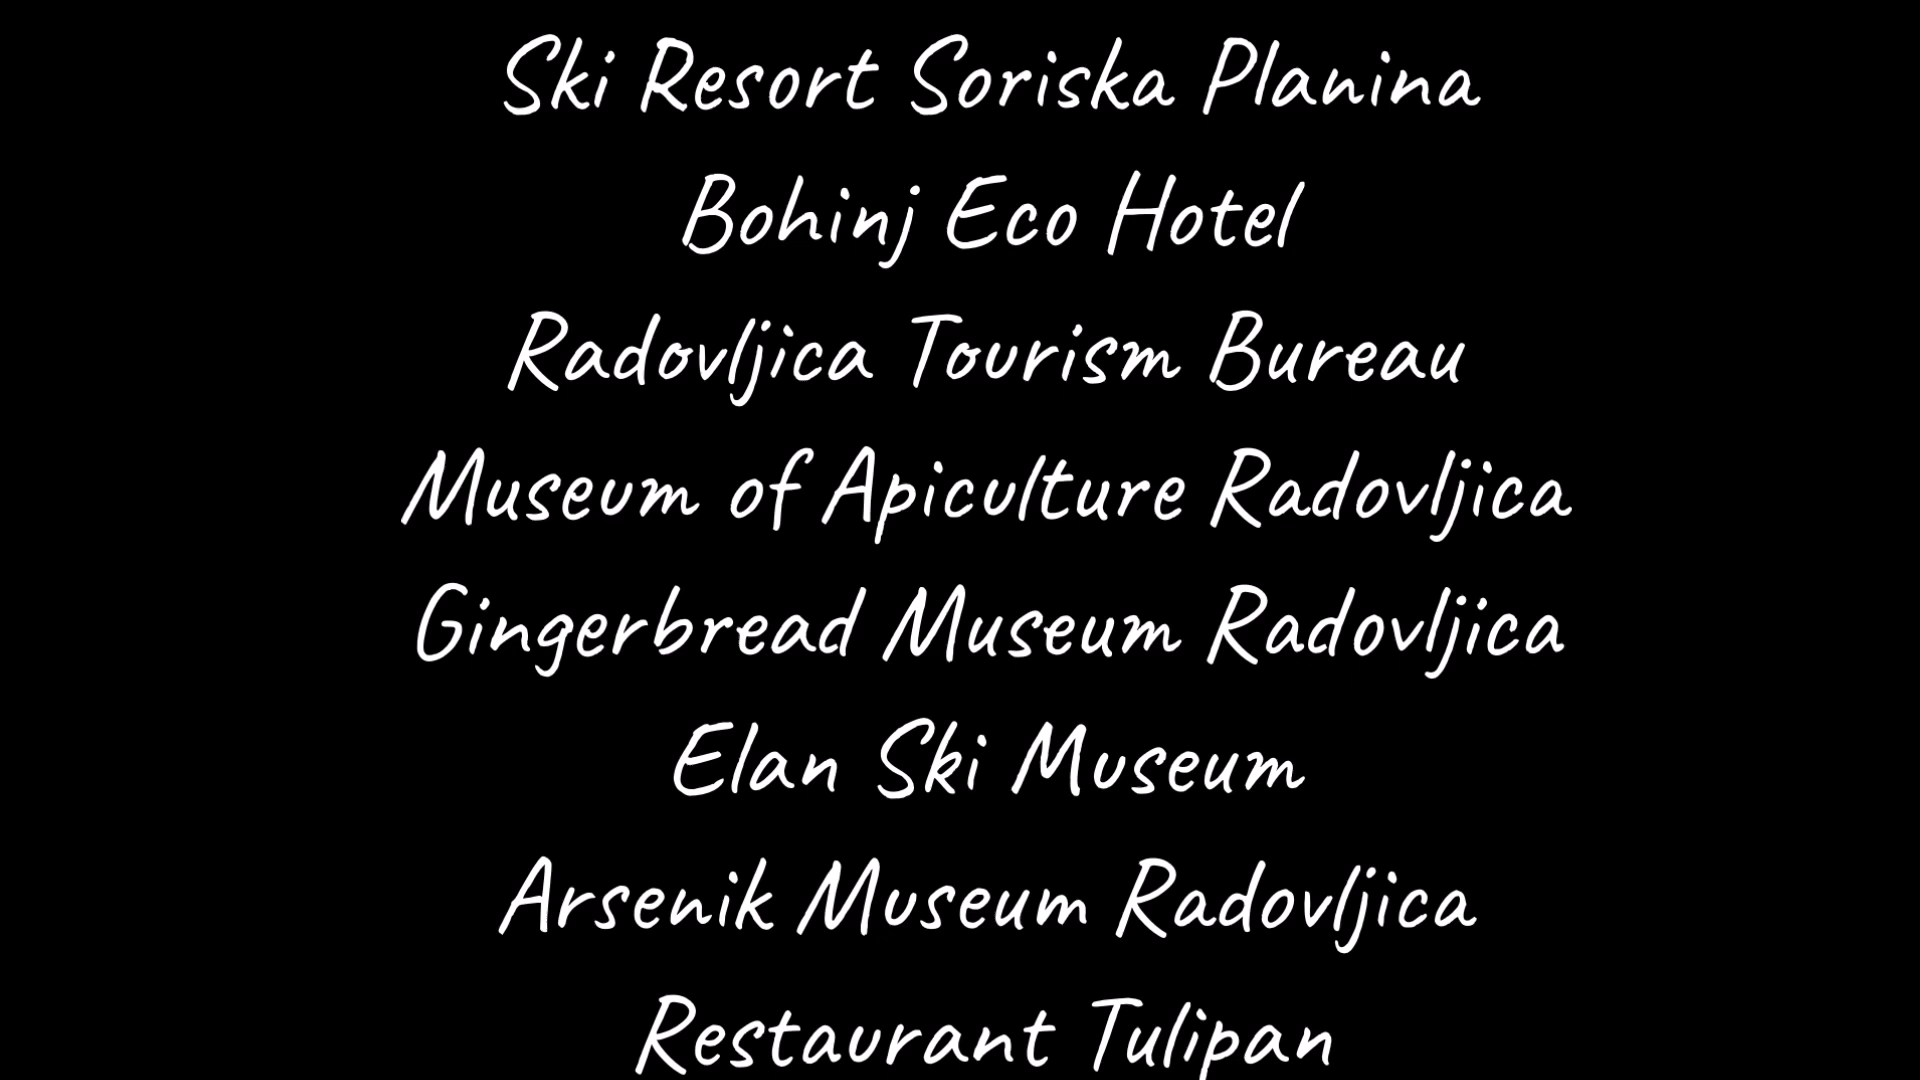 Ski Resort Soriska Planina
Bohinj Eco Hotel
Radovljica Tourism Bureau
Museum of Apiculture Radovljica
Gingerbread Museum Radovljica
Elan Ski Museum
Arsenik Museum Radovljica
Restaurant Tulipan